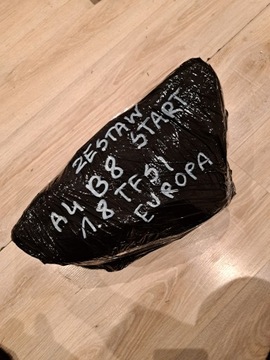 ZESTAW
A4 B8 START
1.8 TFSI
EUROPA